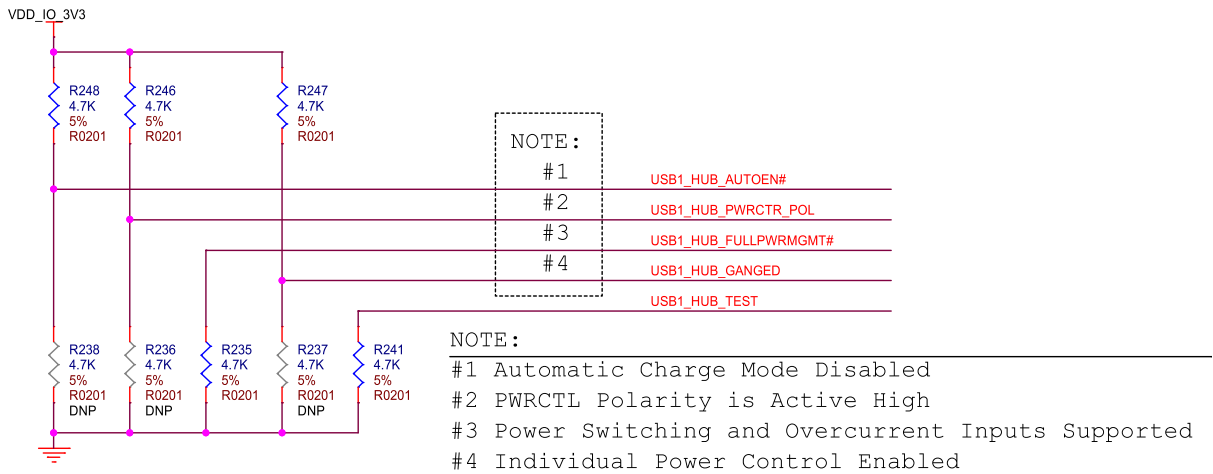 VDD_IO_3V3
R248
4.7K
5%
R0201
R246
4.7K
5%
R0201
R247
4.7K
5%
R0201
NOTE:
#1
#2
#3
#4
USB1_HUB_AUTOEN#
USB1_HUB_PWRCTR_POL
USB1_HUB_FULLPWRMGMT#
USB1_HUB_GANGED
USB1_HUB_TEST
R238
4.7K
5%
R0201
DNP
R236
4.7K
5%
R0201
DNP
R235
4.7K
5%
R0201
R237
4.7K
5%
R0201
DNP
R241
4.7K
5%
R0201
NOTE:
#1 Automatic Charge Mode Disabled
#2 PWRCTL Polarity is Active High
#3 Power Switching and Overcurrent Inputs Supported
#4 Individual Power Control Enabled